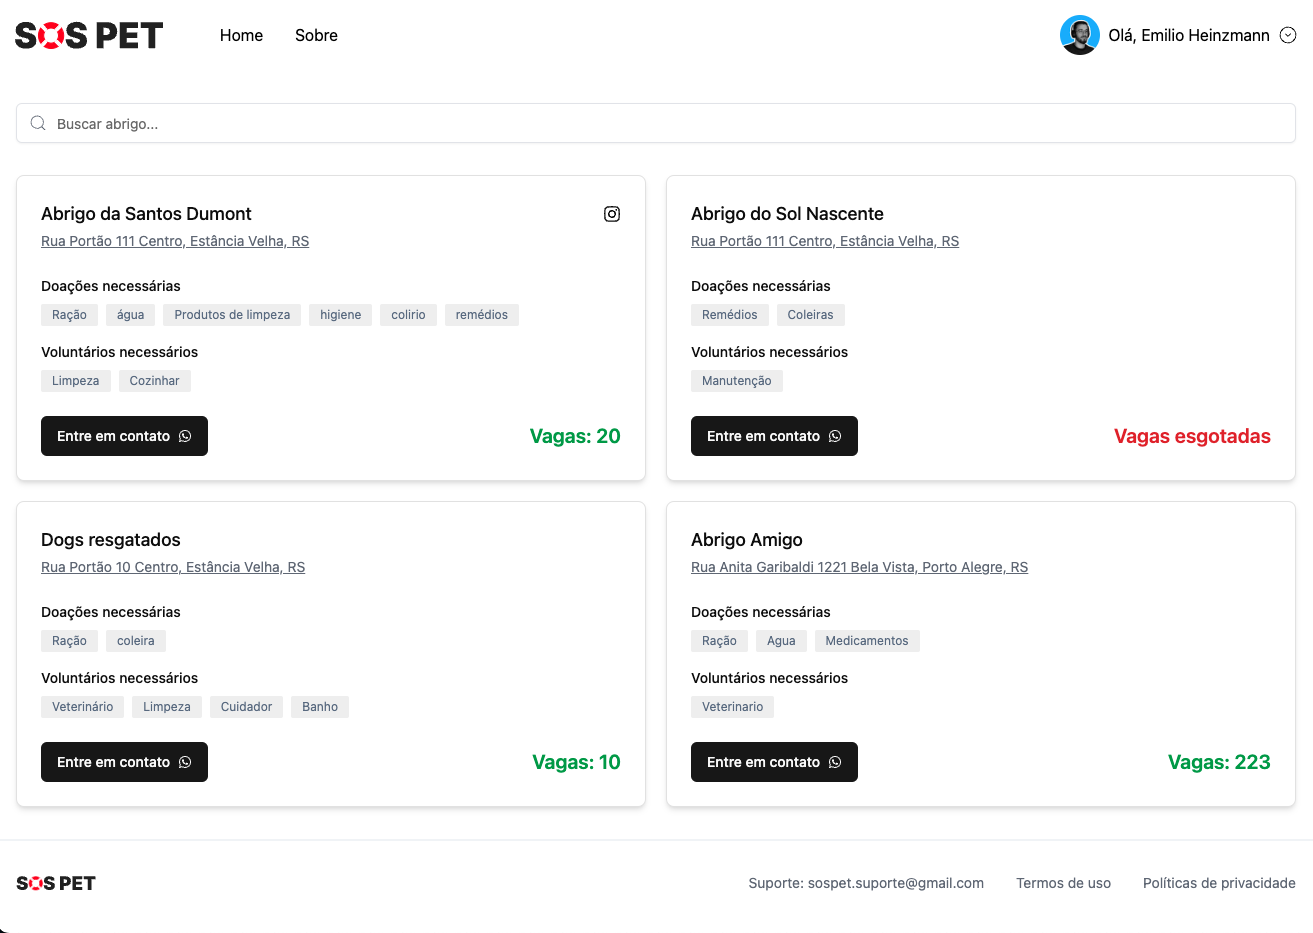 SOS PET
Home
Sobre
Olá, Emilio Heinzmann
Buscar abrigo...
Abrigo da Santos Dumont
Rua Portão 111 Centro, Estância Velha, RS
Doações necessárias
Ração água Produtos de limpeza higiene colirio remédios
Voluntários necessários
Limpeza Cozinhar
Entre em contato
Vagas: 20
Abrigo do Sol Nascente
Rua Portão 111 Centro, Estância Velha, RS
Doações necessárias
Remédios Coleiras
Voluntários necessários
Manutenção
Entre em contato
Vagas esgotadas
Dogs resgatados
Rua Portão 10 Centro, Estância Velha, RS
Doações necessárias
Ração coleira
Voluntários necessários
Veterinário Limpeza Cuidador Banho
Entre em contato
Vagas: 10
Abrigo Amigo
Rua Anita Garibaldi 1221 Bela Vista, Porto Alegre, RS
Doações necessárias
Ração Agua Medicamentos
Voluntários necessários
Veterinario
Entre em contato
Vagas: 223
SOS PET
Suporte: sospet.suporte@gmail.com
Termos de uso
Políticas de privacidade